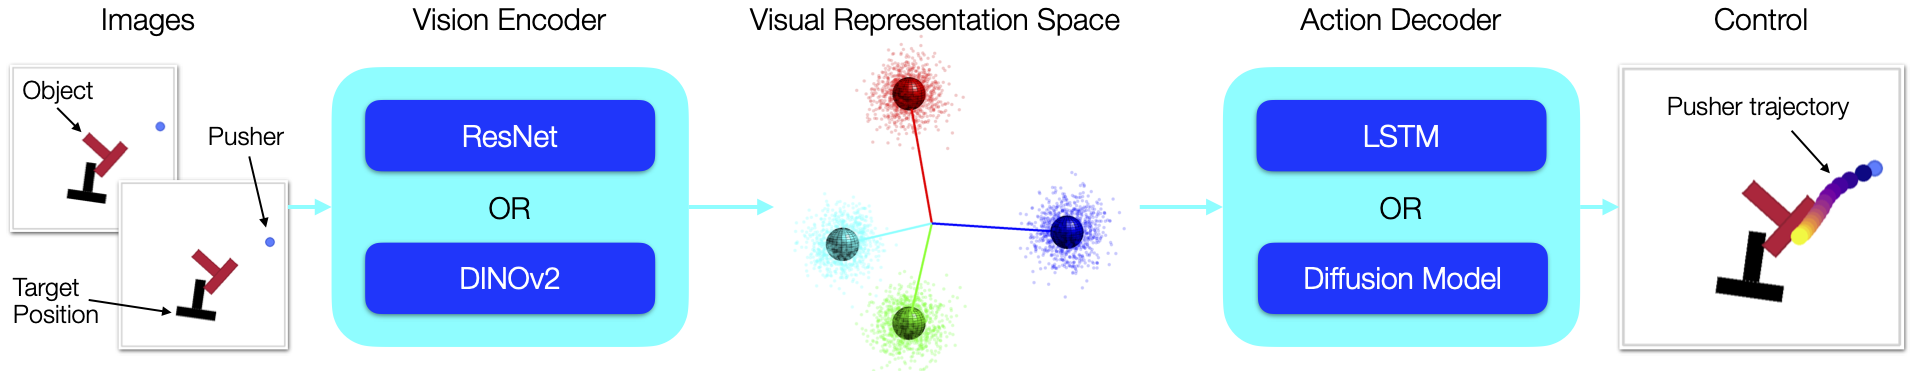 Images
Vision Encoder
Visual Representation Space
Action Decoder
Control
Object
Pusher
Target
Position
ResNet
OR
DINOv2
LSTM
OR
Diffusion Model
Pusher trajectory